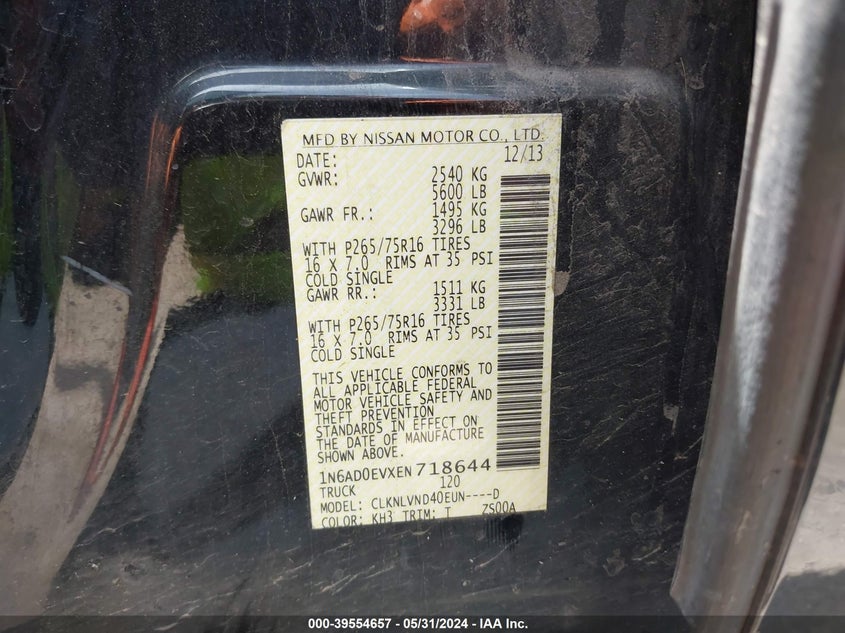 MFD BY NISSAN MOTOR CO., LTD.
DATE: 12/13
GVWR: 2540 KG
5600 LB
GAWR FR.: 1495 KG
3296 LB
WITH P265/75R16 TIRES
16 X 7.0 RIMS AT 35 PSI
COLD SINGLE
GAWR RR.: 1511 KG
3331 LB
WITH P265/75R16 TIRES
16 X 7.0 RIMS AT 35 PSI
COLD SINGLE
THIS VEHICLE CONFORMS TO
ALL APPLICABLE FEDERAL
MOTOR VEHICLE SAFETY AND
THEFT PREVENTION
STANDARDS IN EFFECT ON
THE DATE OF MANUFACTURE
SHOWN ABOVE.
1N6AD0EVXEN718644
TRUCK 120
MODEL: CLKNLVND40EUN----D
COLOR: KH3 TRIM: T ZS00A
000-39554657 - 05/31/2024 - IAA Inc.